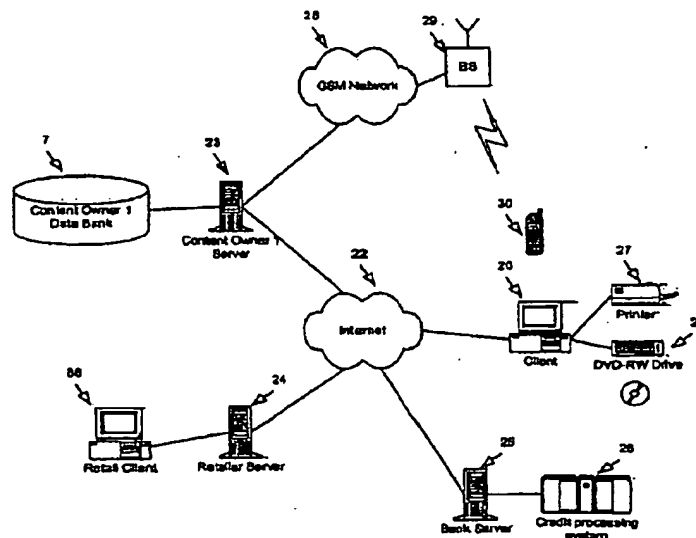 28
29
BS
GSM Network
7
23
Content Owner 1
Data Bank
Content Owner 1
Server
30
22
20
27
Printer
Internet
Client
2
DVD-RW Drive
24
Retail Client
Retailer Server
25
26
Bank Server
Credit processing
system